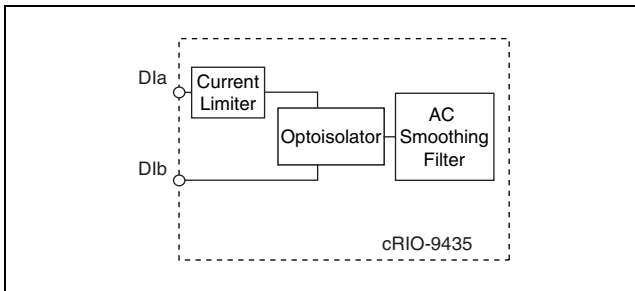 DIa
Current
Limiter
Optoisolator
AC
Smoothing
Filter
DIb
cRIO-9435